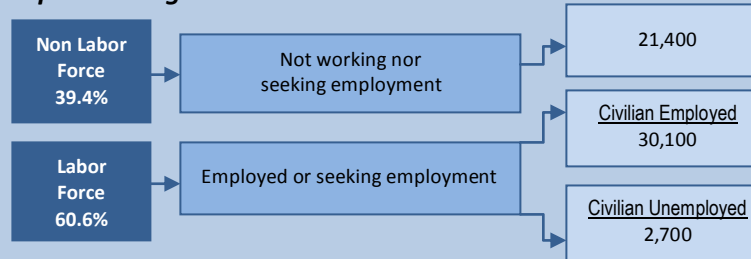 Non Labor
Force
39.4%
Not working nor
seeking employment
21,400
Civilian Employed
30,100
Labor
Force
60.6%
Employed or seeking employment
Civilian Unemployed
2,700